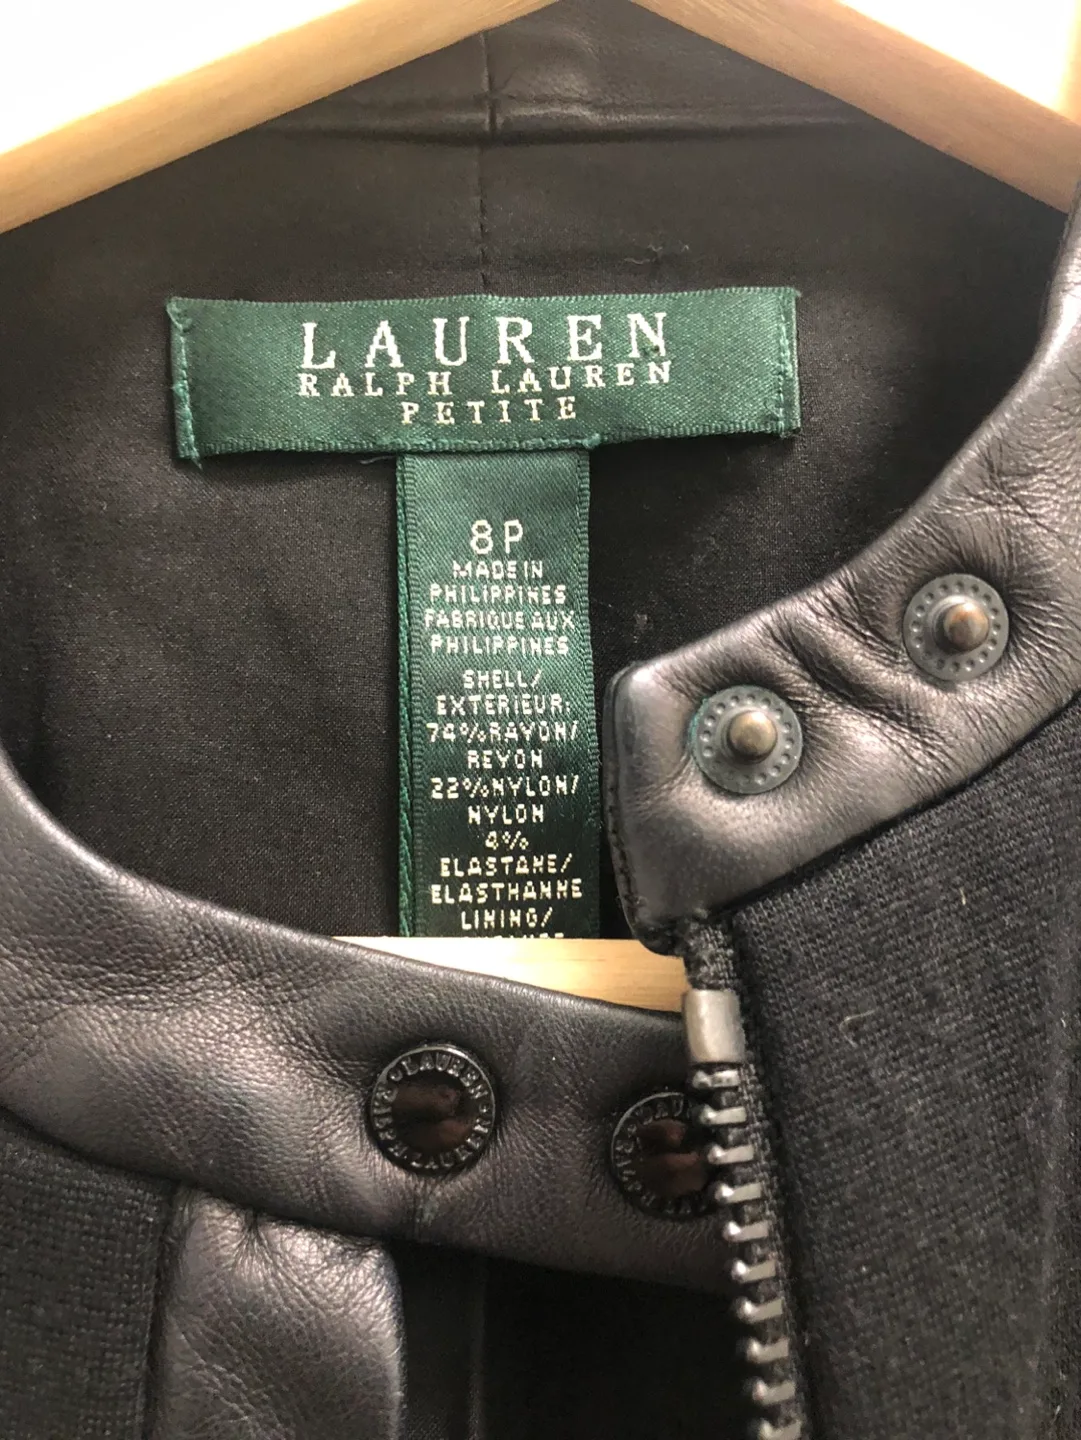 LAUREN
RALPH LAUREN
PETITE
8P
MADE IN
PHILIPPINES
FABRIQUE AUX
PHILIPPINES
SHELL/
EXTERIEUR:
74%RAYON/
REYON
22%NYLON/
NYLON
4%
ELASTANE/
ELASTHANNE
LINING/
LAUREN